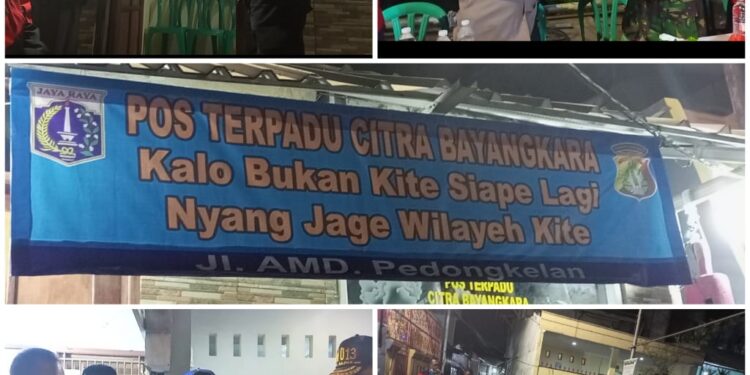 JAYA RAYA
POS TERPADU CITRA BAYANGKARA
Kalo Bukan Kite Siape Lagi
Nyang Jage Wilayeh Kite
Jl. AMD. Pedongkelan
POS TERPADU
CITRA BAYANGKARA
013